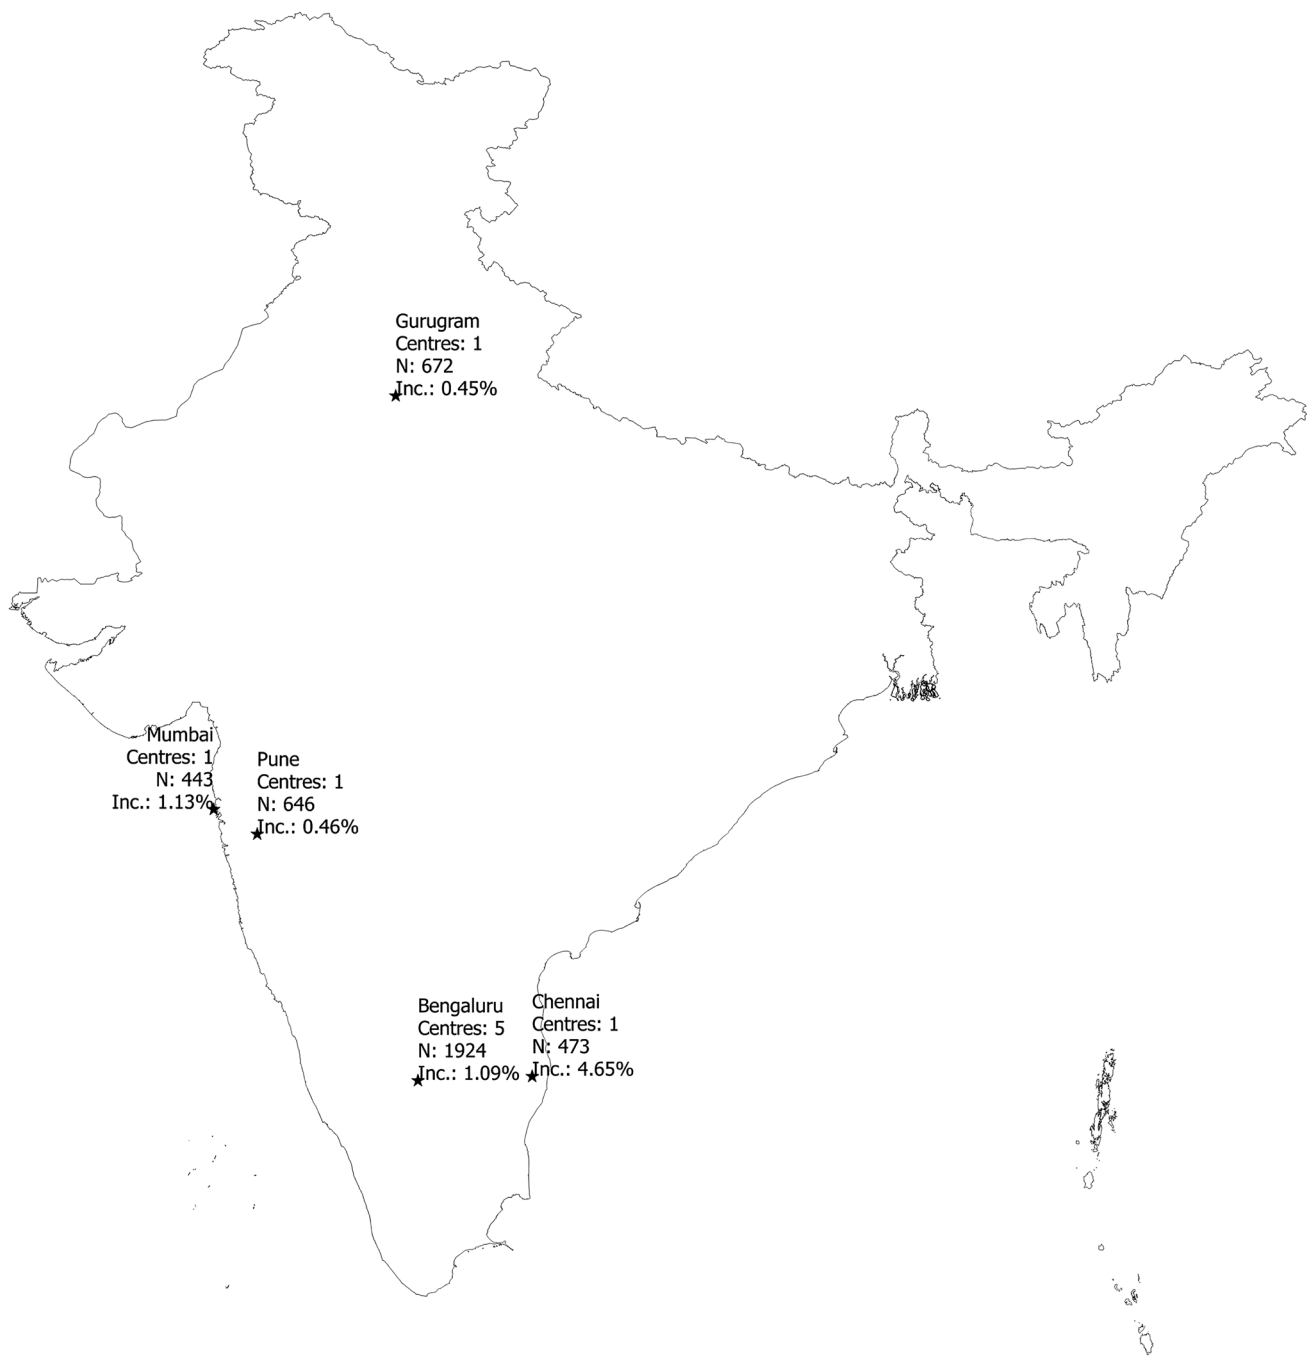 Gurugram
Centres: 1
N: 672
Inc.: 0.45%
Mumbai
Centres: 1
N: 443
Inc.: 1.13%
Pune
Centres: 1
N: 646
Inc.: 0.46%
Bengaluru
Centres: 5
N: 1924
Inc.: 1.09%
Chennai
Centres: 1
N: 473
Inc.: 4.65%